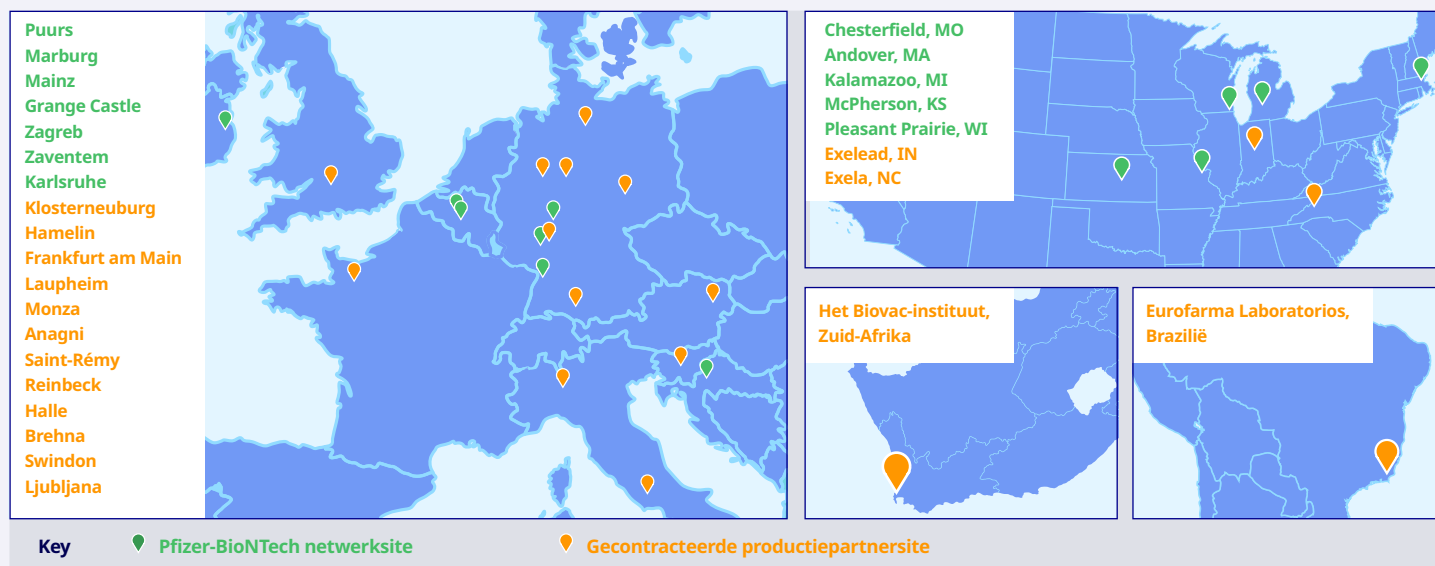 Puurs
Marburg
Mainz
Grange Castle
Zagreb
Zaventem
Karlsruhe
Klosterneuburg
Hamelin
Frankfurt am Main
Laupheim
Monza
Anagni
Saint-Rémy
Reinbeck
Halle
Brehna
Swindon
Ljubljana
Chesterfield, MO
Andover, MA
Kalamazoo, MI
McPherson, KS
Pleasant Prairie, WI
Exelead, IN
Exela, NC
Het Biovac-instituut,
Zuid-Afrika
Eurofarma Laboratorios,
Brazilië
Key
Pfizer-BioNTech netwerksite
Gecontracteerde productiepartnersite